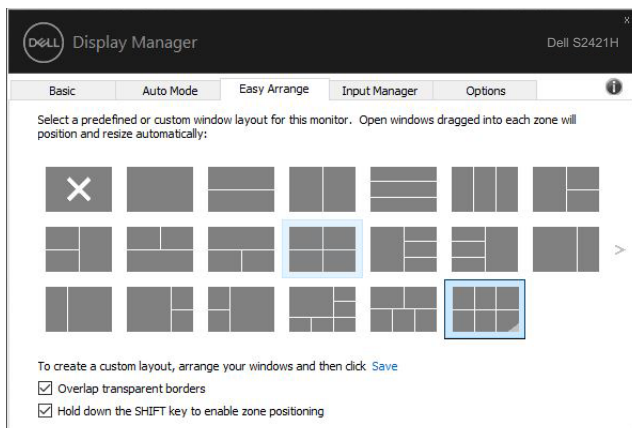 x
DELL Display Manager Dell S2421H
Basic Auto Mode Easy Arrange Input Manager Options
Select a predefined or custom window layout for this monitor. Open windows dragged into each zone will
position and resize automatically:
To create a custom layout, arrange your windows and then click Save
Overlap transparent borders
Hold down the SHIFT key to enable zone positioning